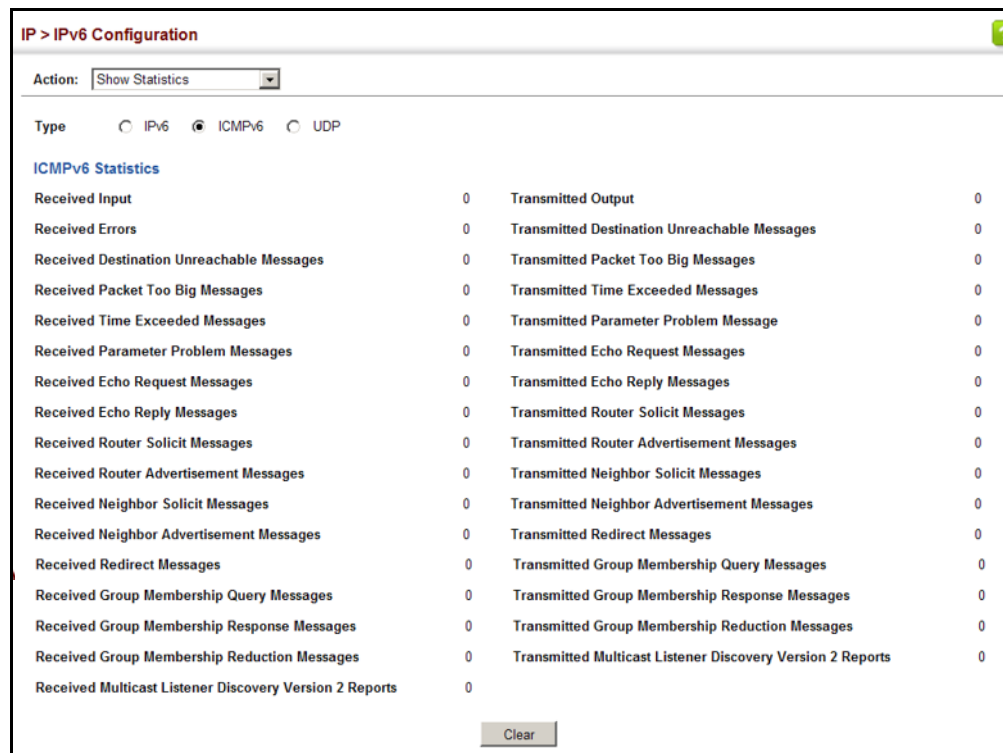 IP > IPv6 Configuration
Action: Show Statistics
Type IPv6 ICMPv6 UDP
ICMPv6 Statistics
Received Input 0 Transmitted Output 0
Received Errors 0 Transmitted Destination Unreachable Messages 0
Received Destination Unreachable Messages 0 Transmitted Packet Too Big Messages 0
Received Packet Too Big Messages 0 Transmitted Time Exceeded Messages 0
Received Time Exceeded Messages 0 Transmitted Parameter Problem Message 0
Received Parameter Problem Messages 0 Transmitted Echo Request Messages 0
Received Echo Request Messages 0 Transmitted Echo Reply Messages 0
Received Echo Reply Messages 0 Transmitted Router Solicit Messages 0
Received Router Solicit Messages 0 Transmitted Router Advertisement Messages 0
Received Router Advertisement Messages 0 Transmitted Neighbor Solicit Messages 0
Received Neighbor Solicit Messages 0 Transmitted Neighbor Advertisement Messages 0
Received Neighbor Advertisement Messages 0 Transmitted Redirect Messages 0
Received Redirect Messages 0 Transmitted Group Membership Query Messages 0
Received Group Membership Query Messages 0 Transmitted Group Membership Response Messages 0
Received Group Membership Response Messages 0 Transmitted Group Membership Reduction Messages 0
Received Group Membership Reduction Messages 0 Transmitted Multicast Listener Discovery Version 2 Reports 0
Received Multicast Listener Discovery Version 2 Reports 0
Clear